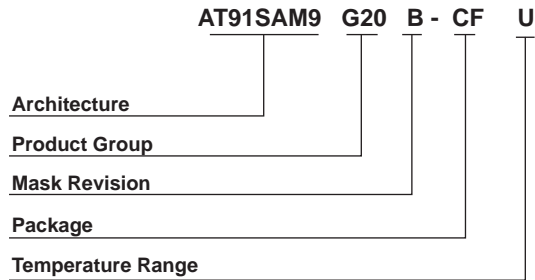 AT91SAM9 G20 B - CF U
Architecture
Product Group
Mask Revision
Package
Temperature Range